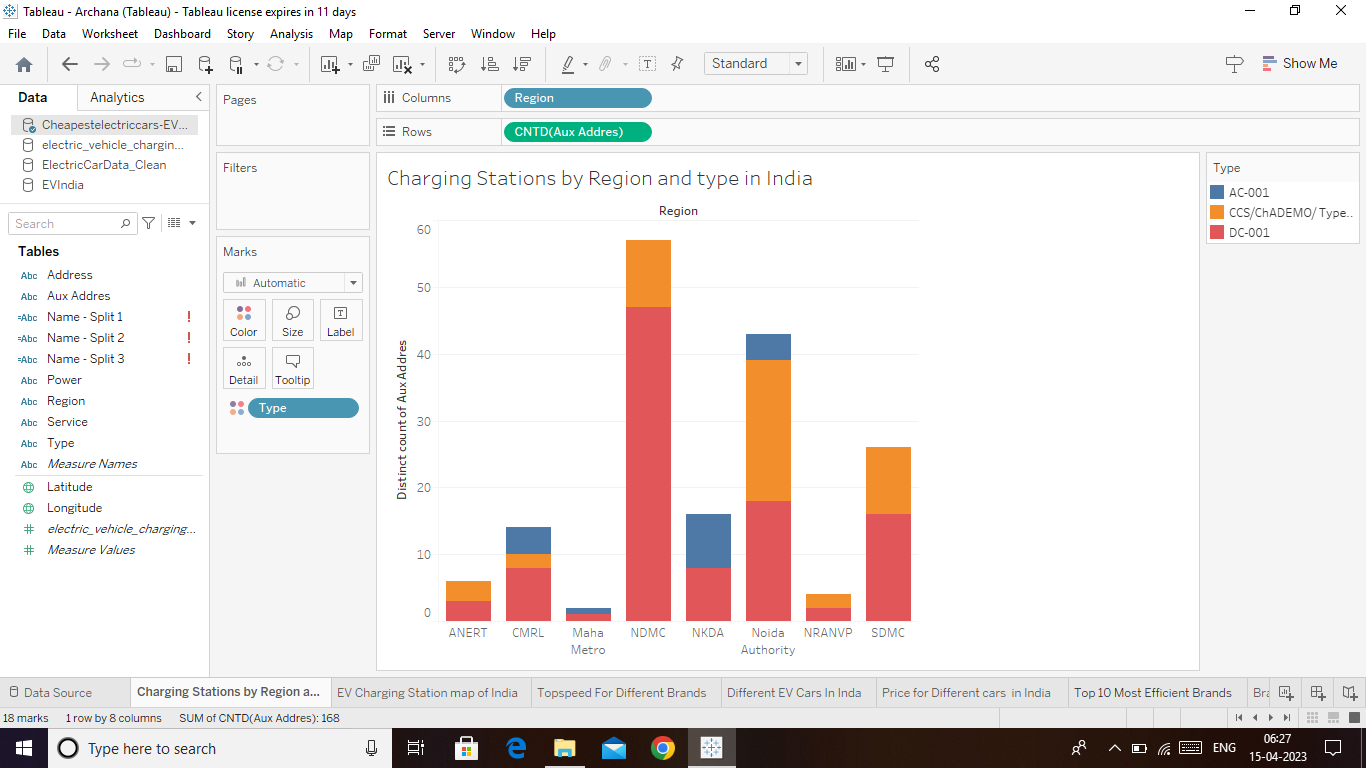 Tableau - Archana (Tableau) - Tableau license expires in 11 days
File Data Worksheet Dashboard Story Analysis Map Format Server Window Help
Standard Show Me
Data Analytics
Cheapestelectriccars-EV...
electric_vehicle_chargin...
ElectricCarData_Clean
EVIndia
Search
Tables
Abc Address
Abc Aux Addres
=Abc Name - Split 1 !
=Abc Name - Split 2 !
=Abc Name - Split 3 !
Abc Power
Abc Region
Abc Service
Abc Type
Abc Measure Names
Latitude
Longitude
# electric_vehicle_charging...
# Measure Values
Pages
Filters
Marks
Automatic
Color Size Label
Detail Tooltip
Type
Columns Region
Rows CNTD(Aux Addres)
Charging Stations by Region and type in India
Region
Distinct count of Aux Addres
60
50
40
30
20
10
0
ANERT CMRL Maha Metro NDMC NKDA Noida Authority NRANVP SDMC
Type
AC-001
CCS/ChADEMO/ Type..
DC-001
Data Source Charging Stations by Region a... EV Charging Station map of India Topspeed For Different Brands Different EV Cars In India Price for Different cars in India Top 10 Most Efficient Brands Bra
18 marks 1 row by 8 columns SUM of CNTD(Aux Addres): 168
Type here to search
ENG
06:27
15-04-2023